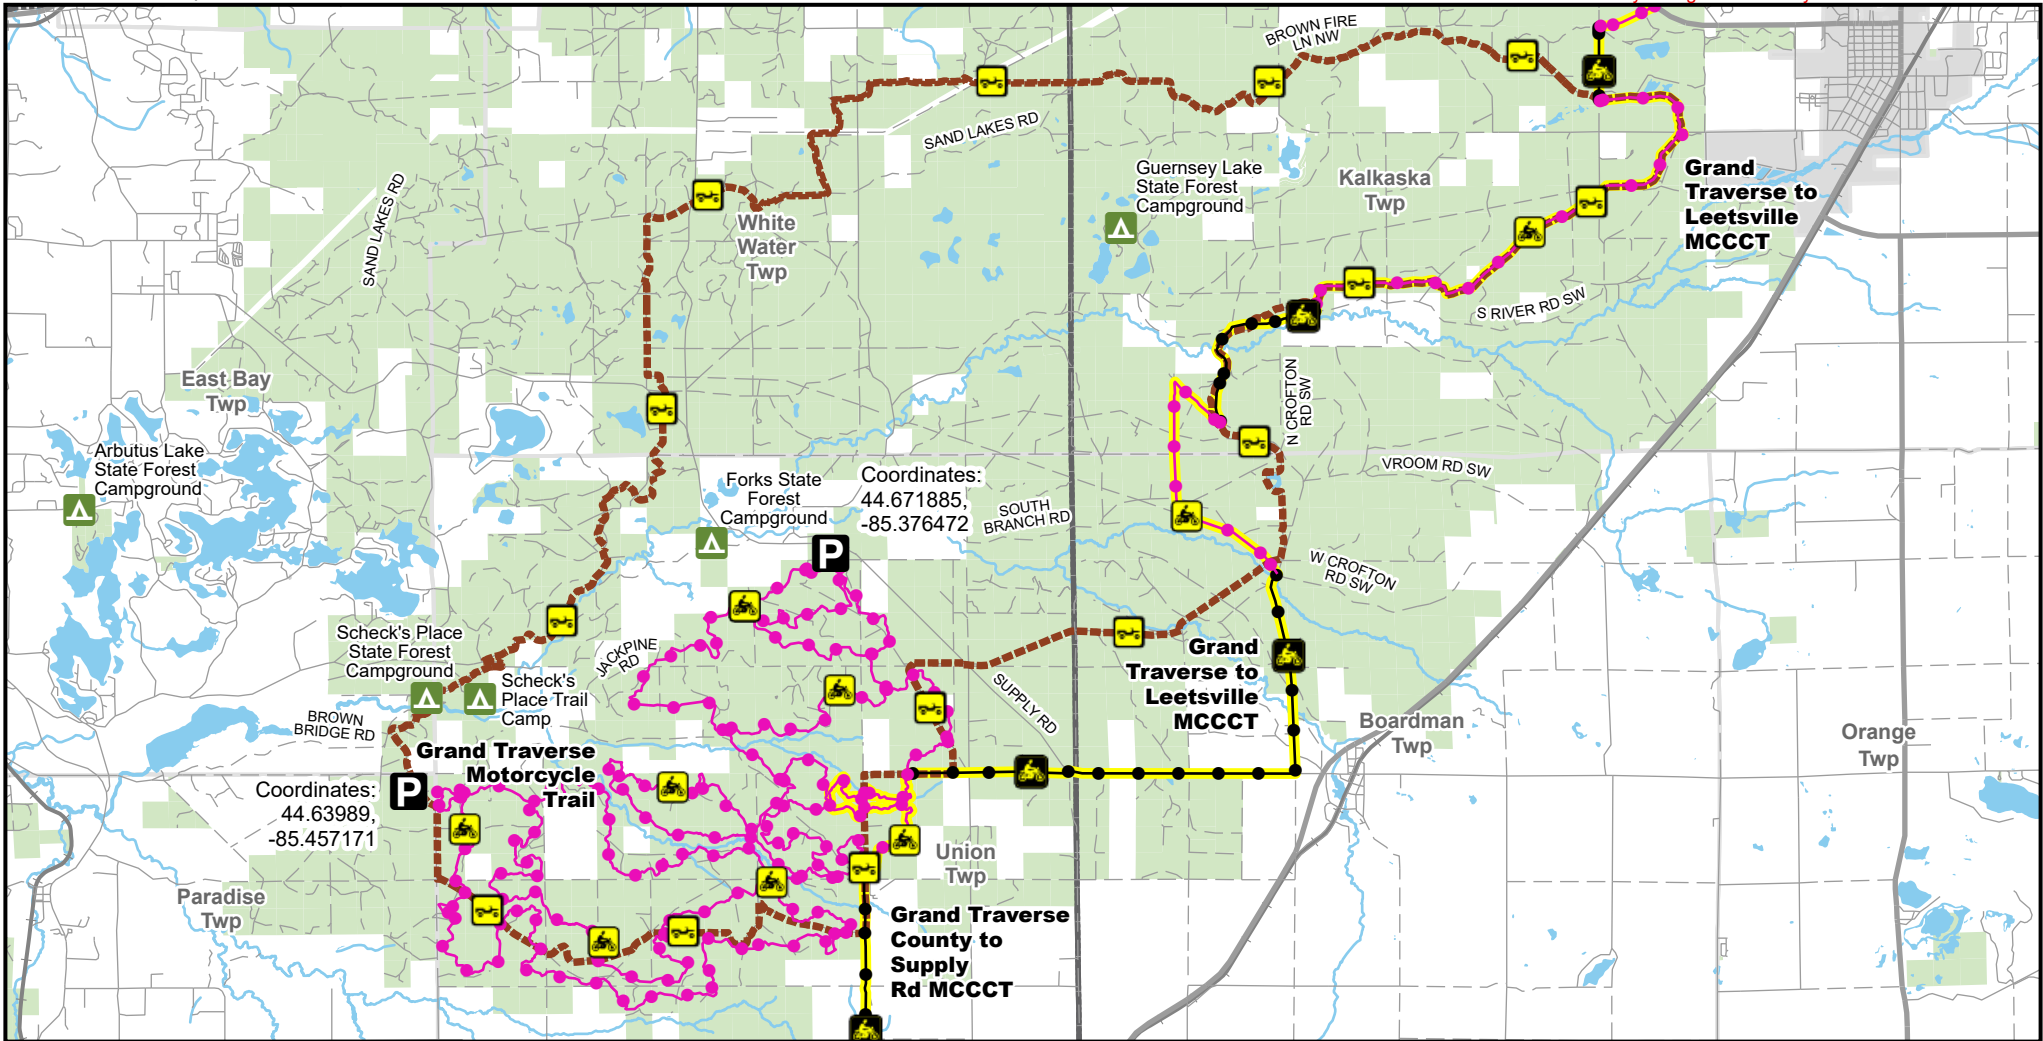 BROWN FIRE
LN NW
SAND LAKES RD
Guernsey Lake
State Forest
Campground
Kalkaska
Twp
Grand
Traverse to
Leetsville
MCCCT
SAND LAKES RD
White
Water
Twp
S RIVER RD SW
East Bay
Twp
N CROFTON
RD SW
Arbutus Lake
State Forest
Campground
Forks State
Forest
Campground
Coordinates:
44.671885,
-85.376472
SOUTH
BRANCH RD
VROOM RD SW
P
W CROFTON
RD SW
Scheck's Place
State Forest
Campground
JACKPINE
RD
Scheck's
Place Trail
Camp
Grand
Traverse to
Leetsville
MCCCT
SUPPLY RD
BROWN
BRIDGE RD
Boardman
Twp
Orange
Twp
Grand Traverse
Motorcycle
Trail
Coordinates:
44.63989,
-85.457171
P
Union
Twp
Paradise
Twp
Grand Traverse
County to
Supply
Rd MCCCT